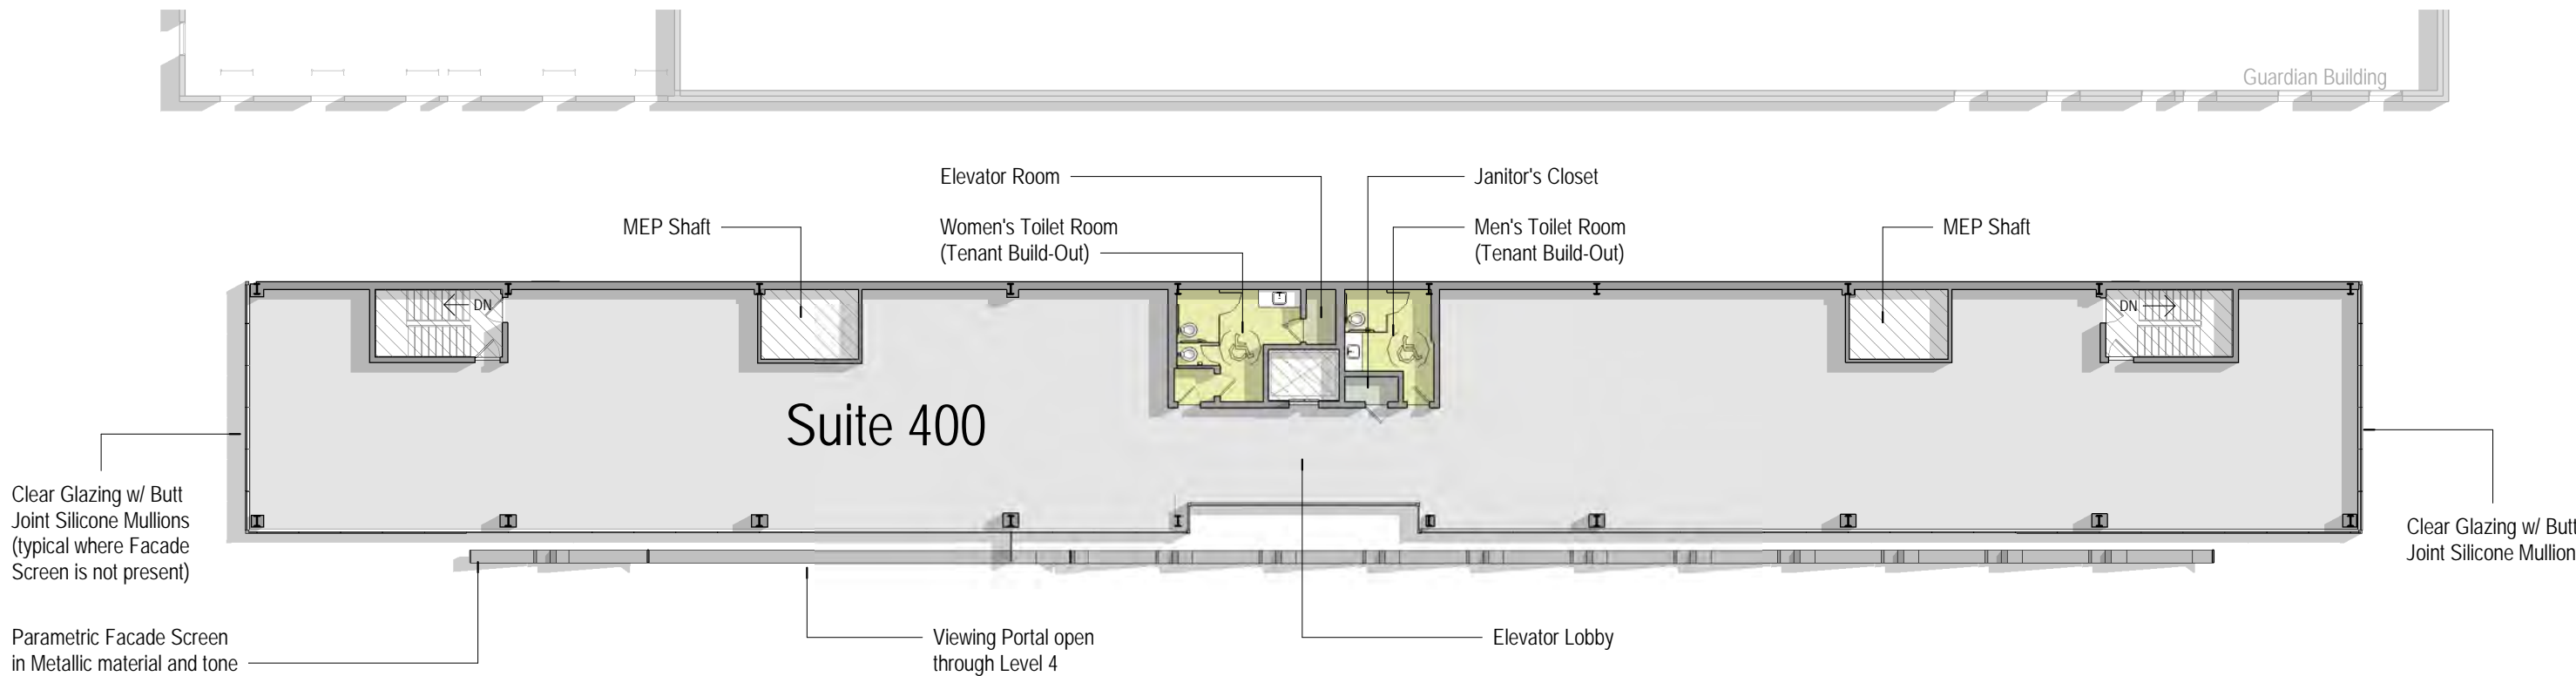 Guardian Building
Elevator Room
Janitor's Closet
MEP Shaft
Women's Toilet Room
(Tenant Build-Out)
Men's Toilet Room
(Tenant Build-Out)
MEP Shaft
DN
DN
Suite 400
Clear Glazing w/ Butt
Joint Silicone Mullions
(typical where Facade
Screen is not present)
Clear Glazing w/ Butt
Joint Silicone Mullion
Parametric Facade Screen
in Metallic material and tone
Viewing Portal open
through Level 4
Elevator Lobby